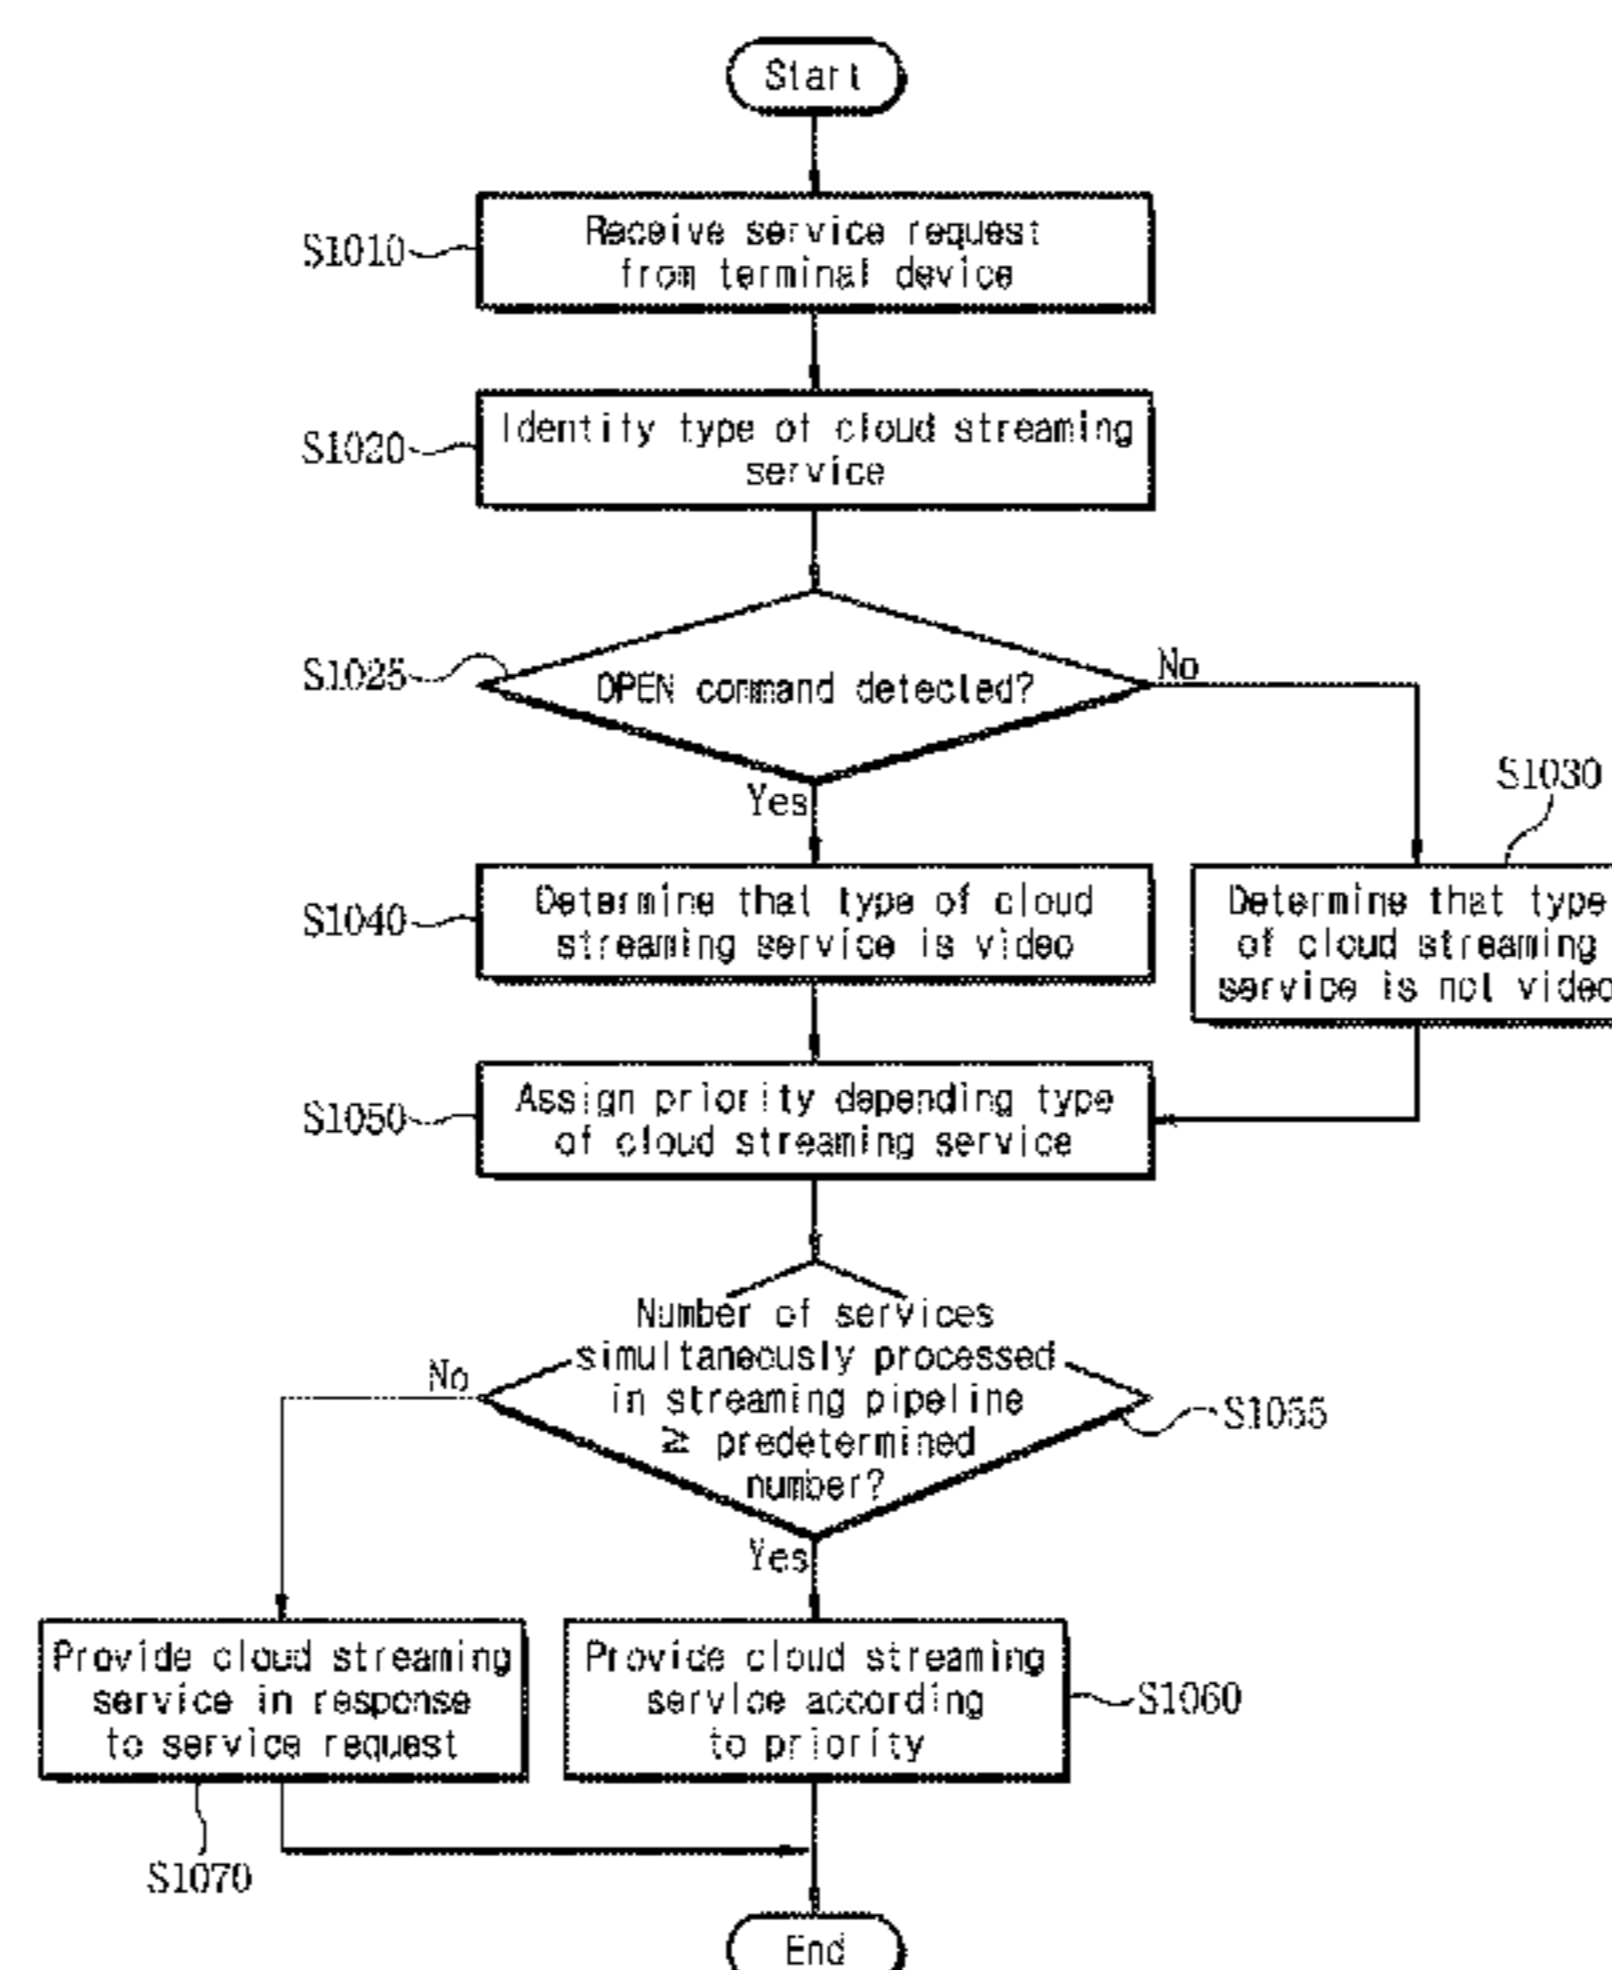 Start
S1010
Receive service request
from terminal device
S1020
Identity type of cloud streaming
service
S1025
OPEN command detected?
No
Yes
S1030
S1040
Determine that type of cloud
streaming service is video
Determine that type
of cloud streaming
service is not video
S1050
Assign priority depending type
of cloud streaming service
Number of services
simultaneously processed
in streaming pipeline
≥ predetermined
number?
No
S1055
Yes
Provide cloud streaming
service in response
to service request
Provide cloud streaming
service according
to priority
S1060
S1070
End